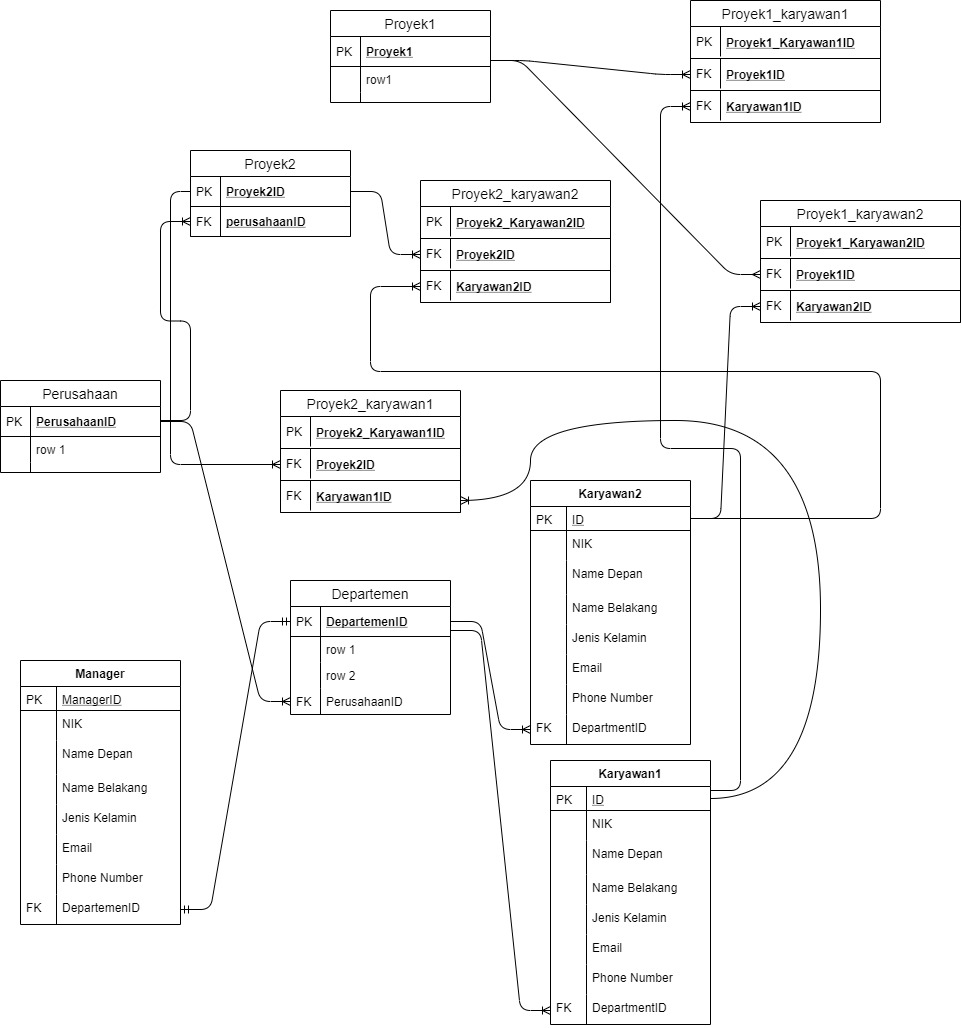 Proyek1
PK Proyek1
row1
Proyek1_karyawan1
PK Proyek1_Karyawan1ID
FK Proyek1ID
FK Karyawan1ID
Proyek2
PK Proyek2ID
FK perusahaanID
Proyek2_karyawan2
PK Proyek2_Karyawan2ID
FK Proyek2ID
FK Karyawan2ID
Proyek1_karyawan2
PK Proyek1_Karyawan2ID
FK Proyek1ID
FK Karyawan2ID
Perusahaan
PK PerusahaanID
row 1
Proyek2_karyawan1
PK Proyek2_Karyawan1ID
FK Proyek2ID
FK Karyawan1ID
Karyawan2
PK ID
NIK
Name Depan
Name Belakang
Jenis Kelamin
Email
Phone Number
FK DepartmentID
Departemen
PK DepartemenID
row 1
row 2
FK PerusahaanID
Manager
PK ManagerID
NIK
Name Depan
Name Belakang
Jenis Kelamin
Email
Phone Number
FK DepartemenID
Karyawan1
PK ID
NIK
Name Depan
Name Belakang
Jenis Kelamin
Email
Phone Number
FK DepartmentID